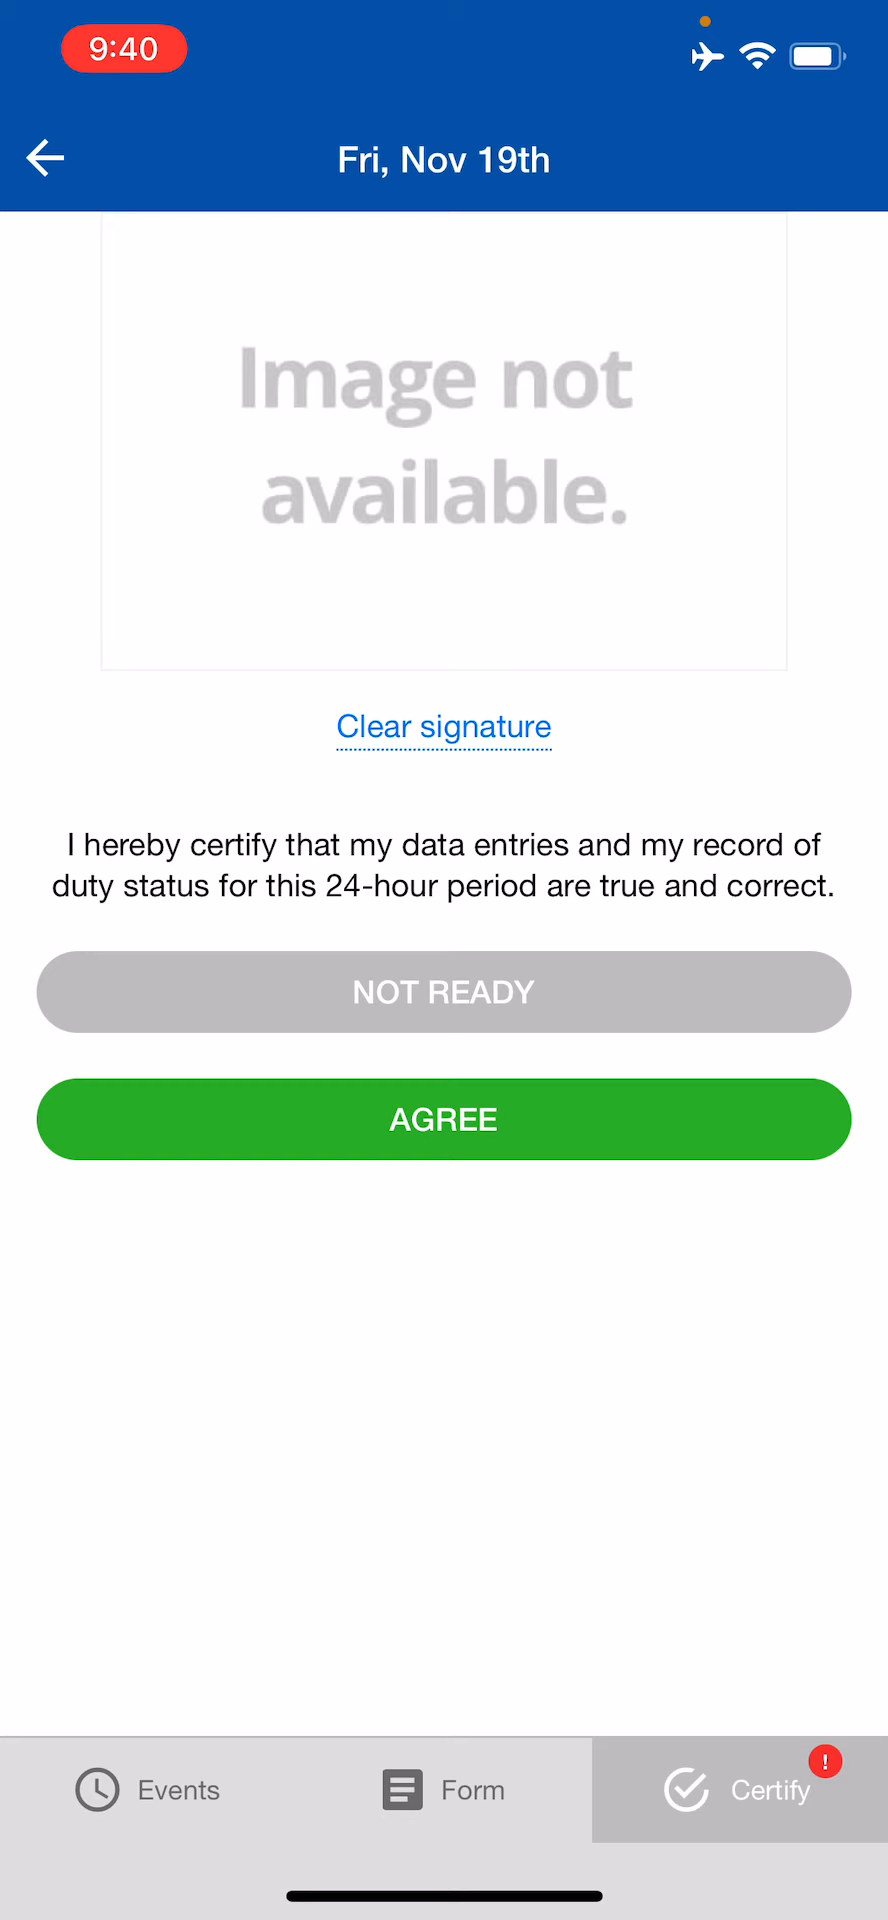 9:40
Fri, Nov 19th
Image not
available.
Clear signature
I hereby certify that my data entries and my record of
duty status for this 24-hour period are true and correct.
NOT READY
AGREE
Events
Form
Certify
!